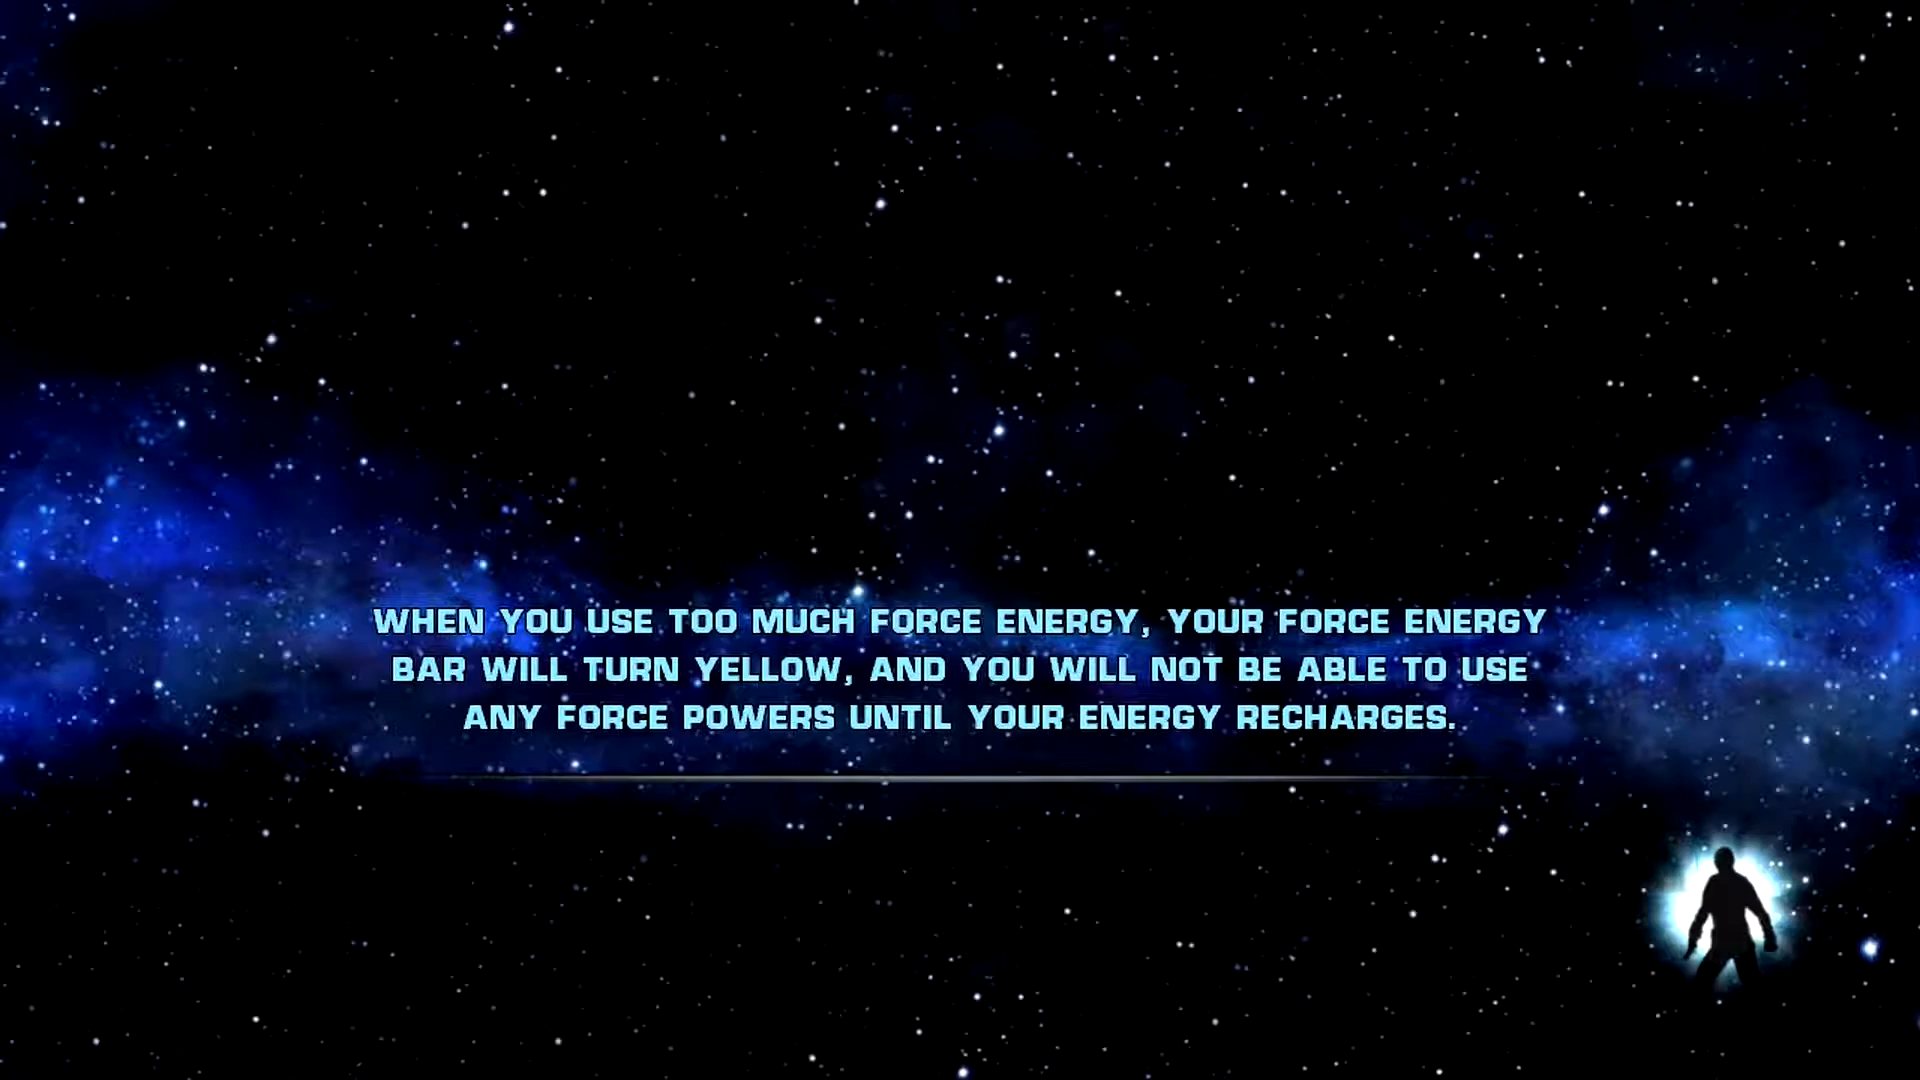 WHEN YOU USE TOO MUCH FORCE ENERGY, YOUR FORCE ENERGY
BAR WILL TURN YELLOW, AND YOU WILL NOT BE ABLE TO USE
ANY FORCE POWERS UNTIL YOUR ENERGY RECHARGES.